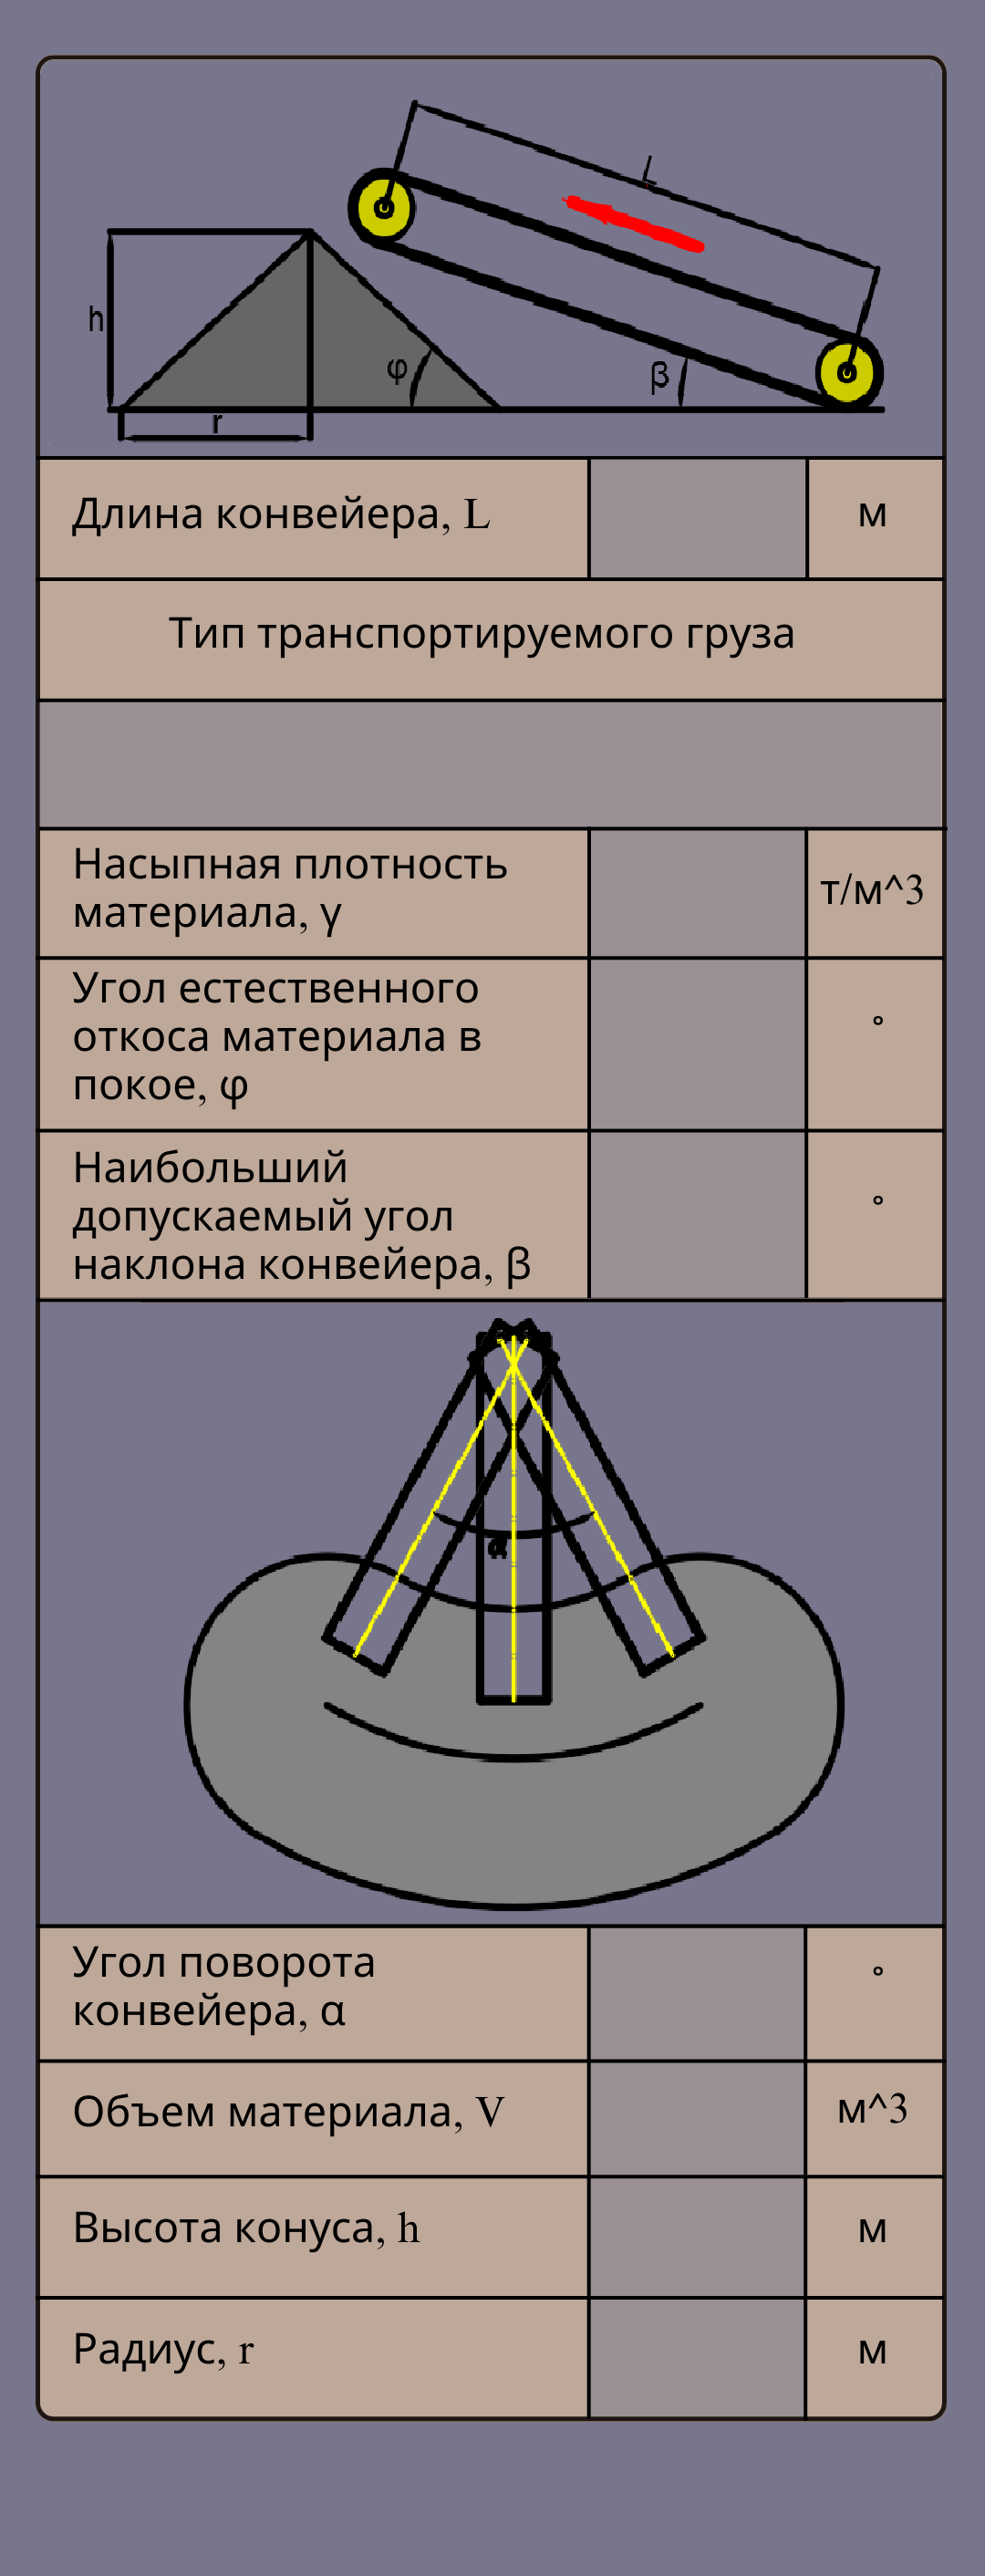 L
h
φ
β
r
Длина конвейера, L
м
Тип транспортируемого груза
Насыпная плотность
материала, γ
т/м^3
Угол естественного
откоса материала в
покое, φ
°
Наибольший
допускаемый угол
наклона конвейера, β
°
α
Угол поворота
конвейера, α
°
Объем материала, V
м^3
Высота конуса, h
м
Радиус, r
м